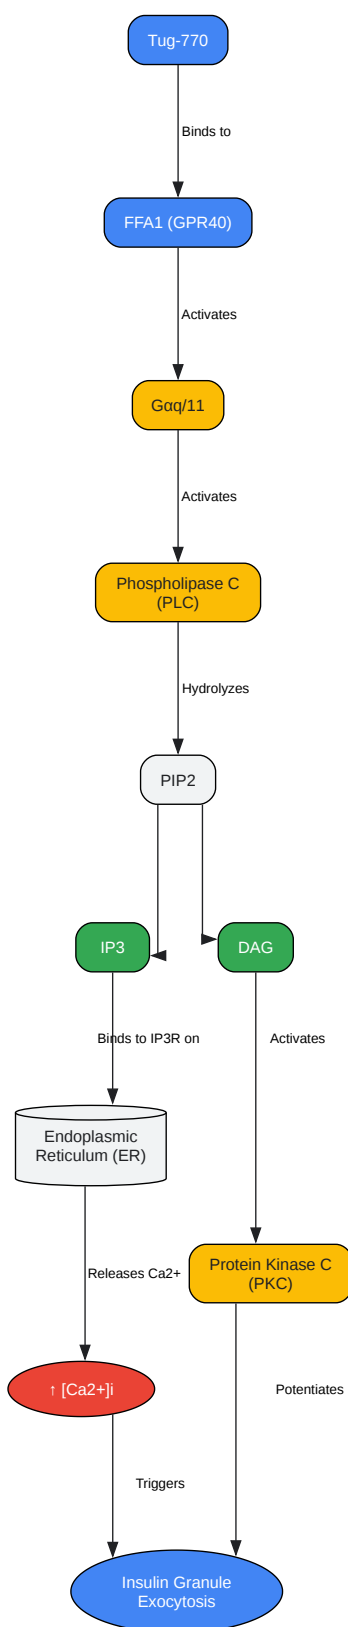 Tug-770
Binds to
FFA1 (GPR40)
Activates
Gαq/11
Activates
Phospholipase C
(PLC)
Hydrolyzes
PIP2
IP3
DAG
Binds to IP3R on
Activates
Endoplasmic
Reticulum (ER)
Releases Ca2+
Protein Kinase C
(PKC)
↑ [Ca2+]i
Potentiates
Triggers
Insulin Granule
Exocytosis